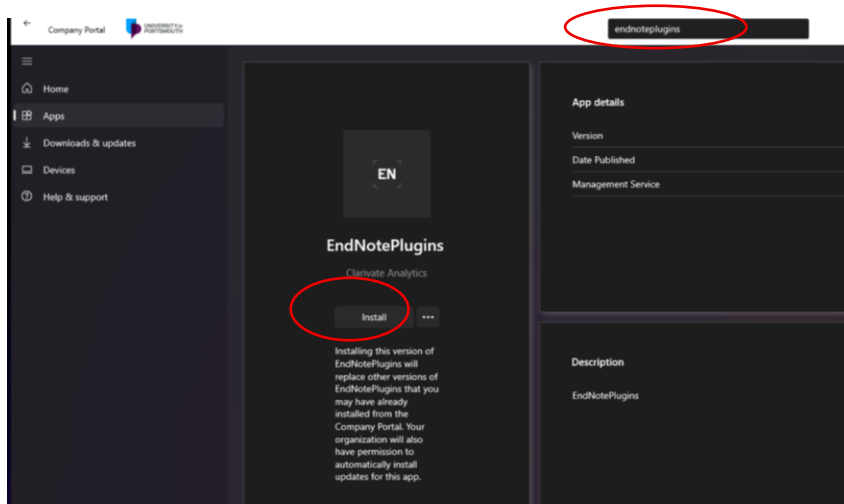 Company Portal
UNIVERSITY OF
PORTSMOUTH
endnoteplugins
Home
Apps
Downloads & updates
Devices
Help & support
EN
EndNotePlugins
Clarivate Analytics
Install
Installing this version of
EndNotePlugins will
replace other versions of
EndNotePlugins that you
may have already
installed from the
Company Portal. Your
organization will also
have permission to
automatically install
updates for this app.
App details
Version
Date Published
Management Service
Description
EndNotePlugins